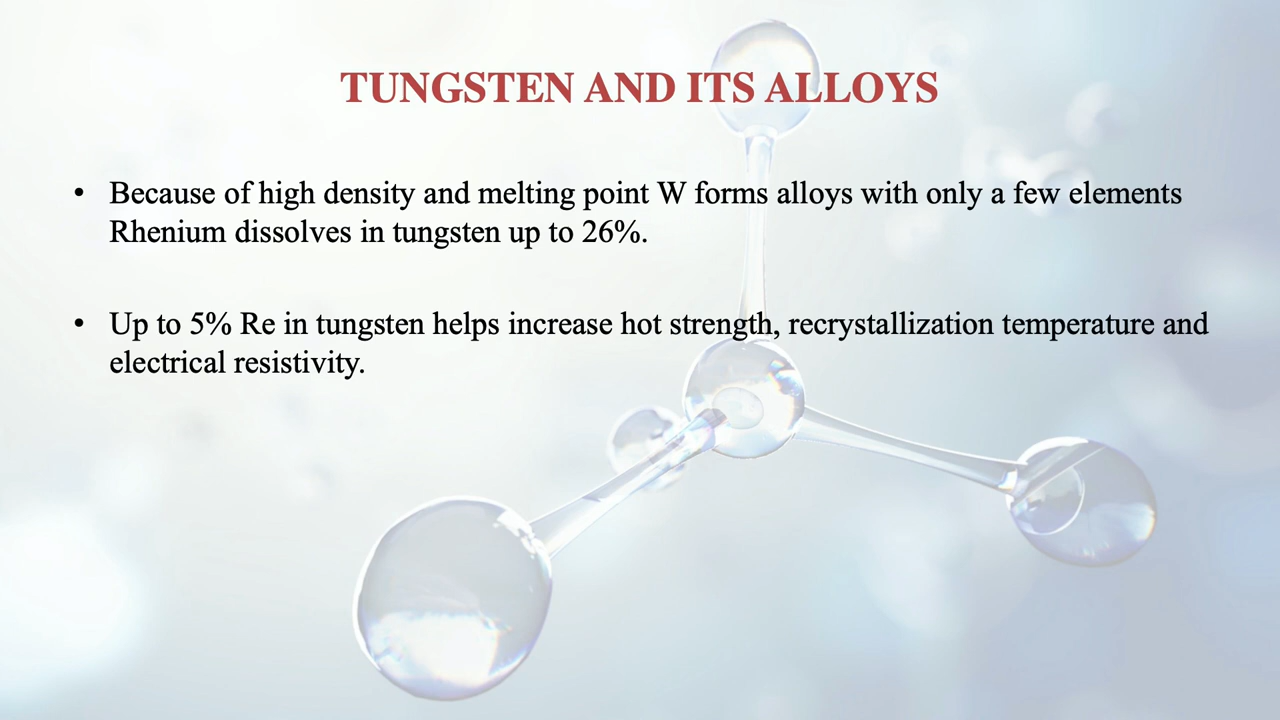 TUNGSTEN AND ITS ALLOYS
• Because of high density and melting point W forms alloys with only a few elements
Rhenium dissolves in tungsten up to 26%.
• Up to 5% Re in tungsten helps increase hot strength, recrystallization temperature and
electrical resistivity.